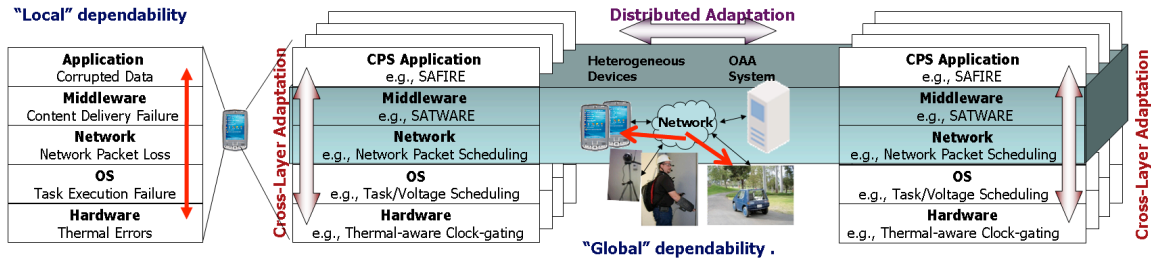 “Local” dependability
Application
Corrupted Data
Middleware
Content Delivery Failure
Network
Network Packet Loss
OS
Task Execution Failure
Hardware
Thermal Errors
Cross-Layer Adaptation
CPS Application
e.g., SAFIRE
Middleware
e.g., SATWARE
Network
e.g., Network Packet Scheduling
OS
e.g., Task/Voltage Scheduling
Hardware
e.g., Thermal-aware Clock-gating
Distributed Adaptation
Heterogeneous
Devices
OAA
System
Network
“Global” dependability .
CPS Application
e.g., SAFIRE
Middleware
e.g., SATWARE
Network
e.g., Network Packet Scheduling
OS
e.g., Task/Voltage Scheduling
Hardware
e.g., Thermal-aware Clock-gating
Cross-Layer Adaptation